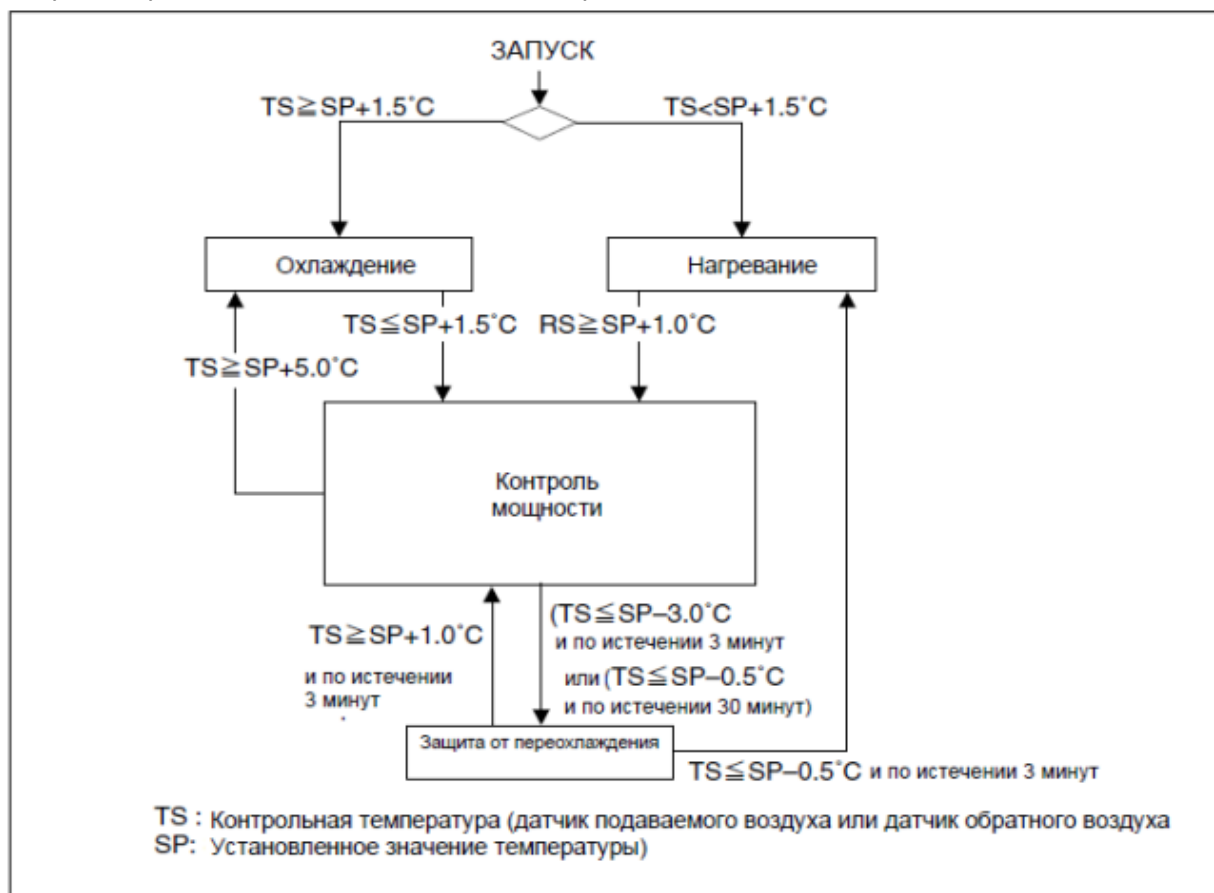 ЗАПУСК
TS≧SP+1.5°C
TS<SP+1.5°C
Охлаждение
Нагревание
TS≦SP+1.5°C
RS≧SP+1.0°C
TS≧SP+5.0°C
Контроль
мощности
TS≧SP+1.0°C
и по истечении
3 минут
(TS≦SP–3.0°C
и по истечении 3 минут
или (TS≦SP–0.5°C
и по истечении 30 минут)
Защита от переохлаждения
TS≦SP–0.5°C и по истечении 3 минут
TS : Контрольная температура (датчик подаваемого воздуха или датчик обратного воздуха
SP: Установленное значение температуры)